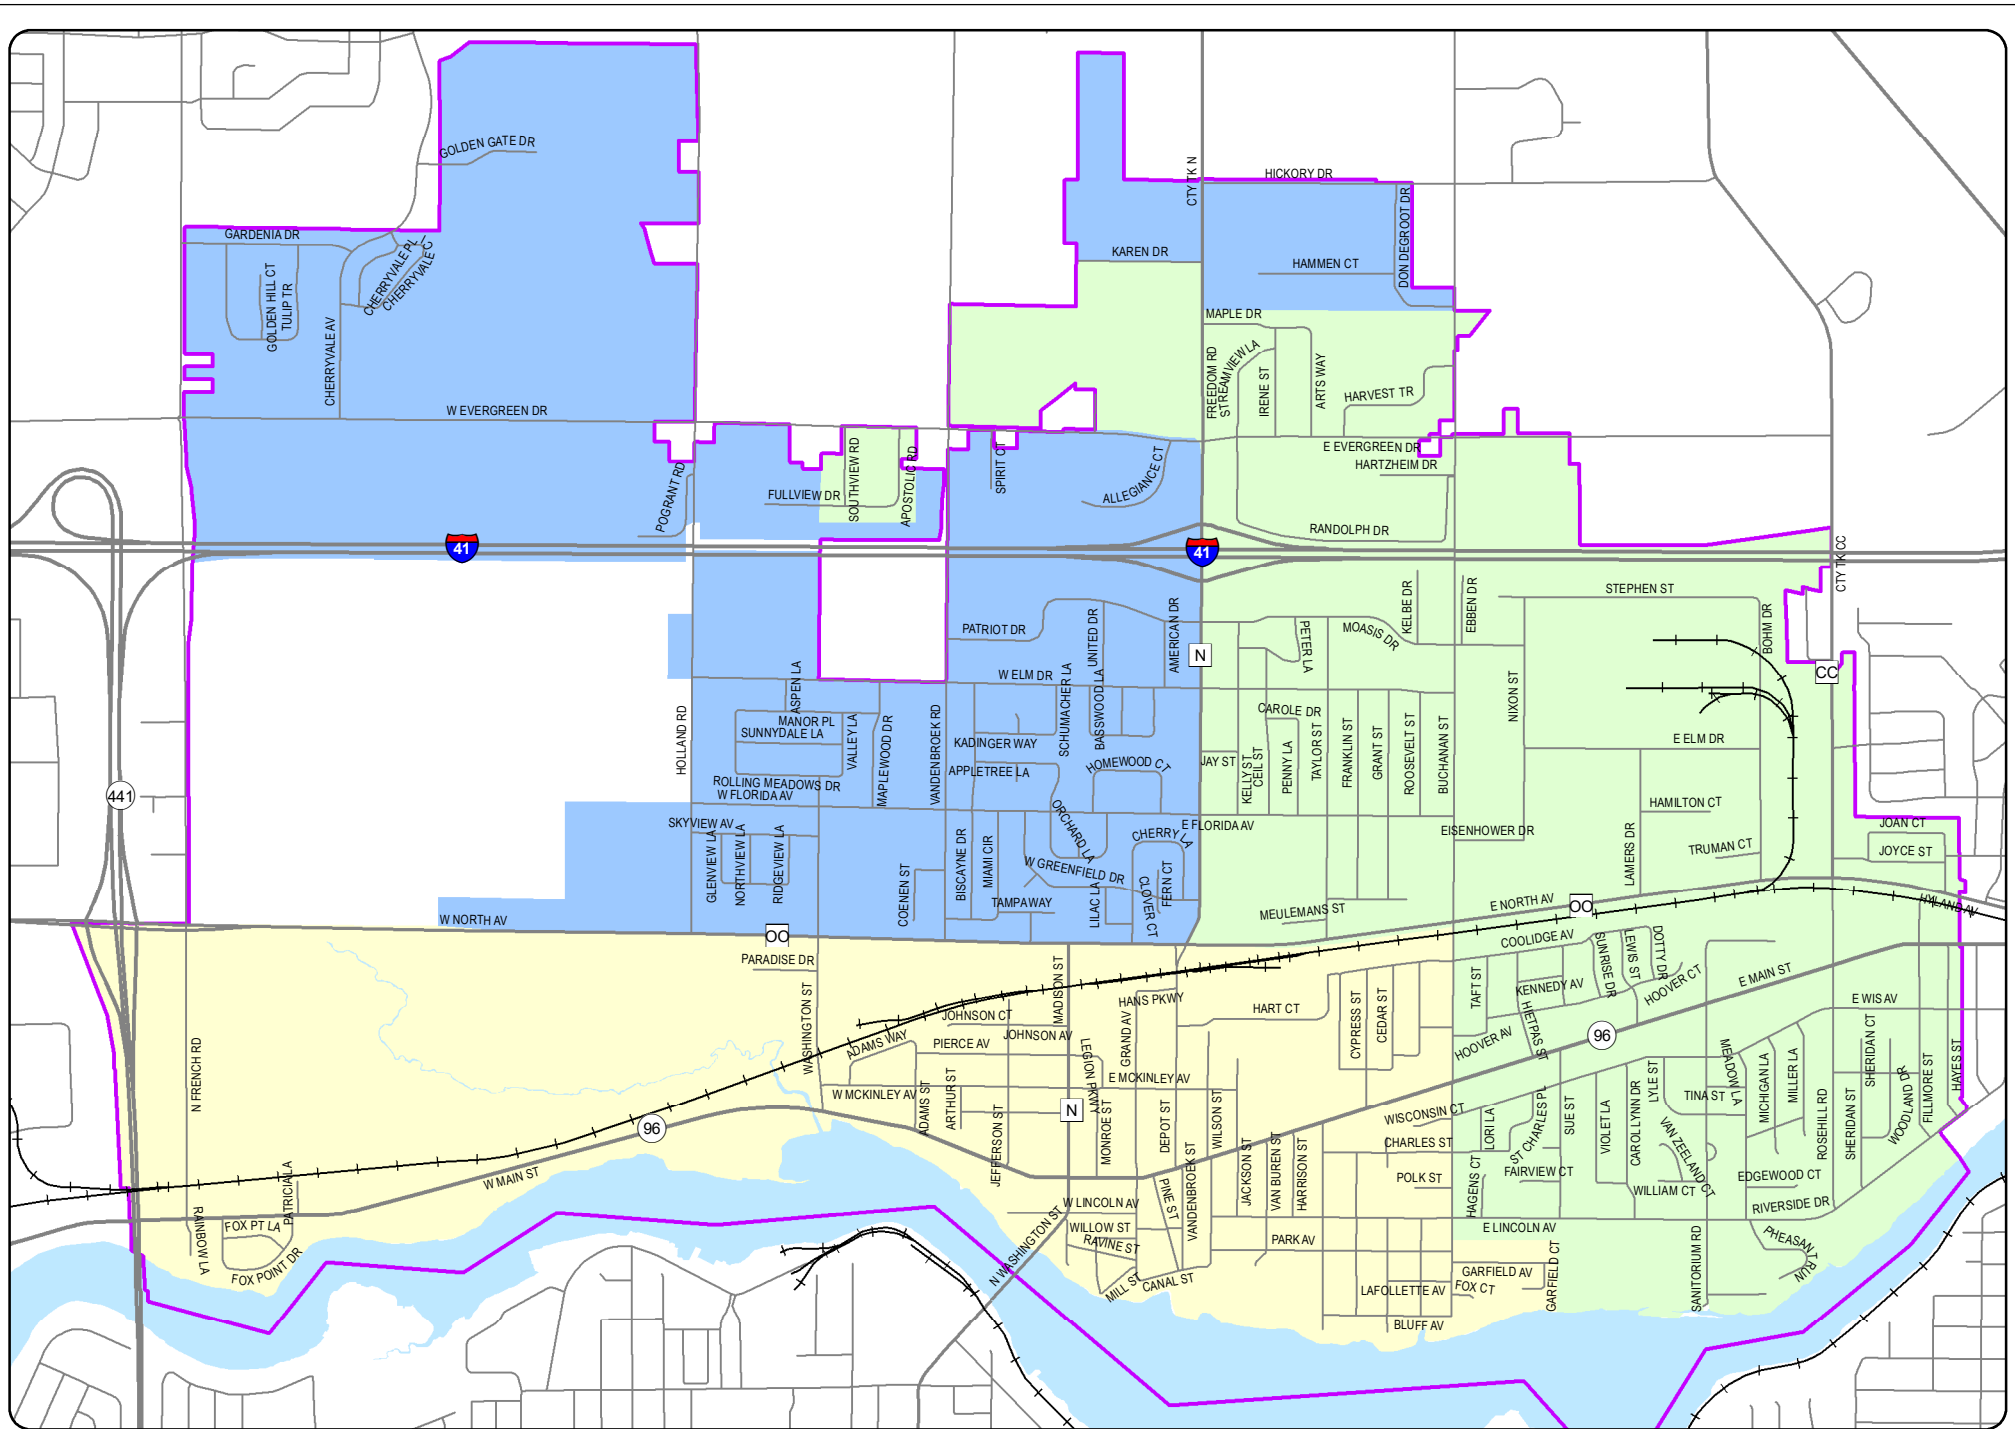 GOLDEN GATE DR
CTY TK N
HICKORY DR
DON DEGROOT DR
GARDENIA DR
CHERRYVALE PL
CHERRYVALE C
KAREN DR
HAMMEN CT
GOLDEN HILL CT
TULIP TR
CHERRYVALE AV
MAPLE DR
FREEDOM RD
STREAMVIEW LA
IRENE ST
ARTS WAY
HARVEST TR
W EVERGREEN DR
E EVERGREEN DR
HARTZHEIM DR
POGRANT RD
FULLVIEW DR
SOUTHVIEW RD
APOSTOLIC RD
SPIRIT CT
ALLEGIANCE CT
RANDOLPH DR
41
41
CTY TK CC
STEPHEN ST
KELBE DR
EBBEN DR
BOHM DR
PATRIOT DR
UNITED DR
AMERICAN DR
N
PETER LA
MOASIS DR
CC
ASPEN LA
W ELM DR
SCHUMACHER LA
BASSWOOD LA
NIXON ST
HOLLAND RD
MANOR PL
SUNNYDALE LA
VALLEY LA
MAPLEWOOD DR
VANDENBROEK RD
KADINGER WAY
CAROLE DR
TAYLOR ST
FRANKLIN ST
GRANT ST
ROOSEVELT ST
BUCHANAN ST
E ELM DR
APPLETREE LA
HOMEWOOD CT
JAY ST
KELLY ST
CEIL ST
PENNY LA
441
ROLLING MEADOWS DR
W FLORIDA AV
HAMILTON CT
SKYVIEW AV
GLENVIEW LA
NORTHVIEW LA
RIDGEVIEW LA
ORCHARD LA
CHERRY LA
E FLORIDA AV
EISENHOWER DR
JOAN CT
TRUMAN CT
JOYCE ST
LAMERS DR
COENEN ST
BISCAYNE DR
MIAMI CIR
W GREENFIELD DR
FERN CT
CLOVER CT
LILAC LA
TAMPA WAY
MEULEMANS ST
E NORTH AV
OO
HYLAND AV
W NORTH AV
OO
PARADISE DR
COOLIDGE AV
SUNRISE DR
LEWIS ST
DOTTY DR
HOOVER CT
E MAIN ST
MADISON ST
TAFT ST
KENNEDY AV
HANS PKWY
HART CT
E WIS AV
WASHINGTON ST
JOHNSON CT
JOHNSON AV
GRAND AV
CYPRESS ST
CEDAR ST
HOOVER AV
HIETPAS ST
96
ADAMS WAY
PIERCE AV
LEGION PKWY
N FRENCH RD
E MCKINLEY AV
W MCKINLEY AV
ADAMS ST
ARTHUR ST
N
MONROE ST
DEPOT ST
WILSON ST
WISCONSIN CT
LYLE ST
MEADOW LA
MICHIGAN LA
MILLER LA
SHERIDAN CT
WOODLAND DR
FILLMORE ST
HAYES ST
TINA ST
96
JEFFERSON ST
CHARLES ST
LORI LA
ST CHARLES PL
SUE ST
VIOLET LA
CAROLLYNN DR
VAN ZEELAND CT
ROSEHILL RD
SHERIDAN ST
W MAIN ST
VANDENBROEK ST
JACKSON ST
VAN BUREN ST
HARRISON ST
POLK ST
HAGENS CT
FAIRVIEW CT
WILLIAM CT
EDGEWOOD CT
PATRICIA LA
W LINCOLN AV
PINE ST
RIVERSIDE DR
RAINBOW LA
FOX PT LA
FOX POINT DR
WILLOW ST
RAVINE ST
E LINCOLN AV
PARK AV
SANITORIUM RD
PHEASANT RUN
N WASHINGTON ST
MILL ST
CANAL ST
GARFIELD AV
GARFIELD CT
LAFOLLETTE AV
FOX CT
BLUFF AV